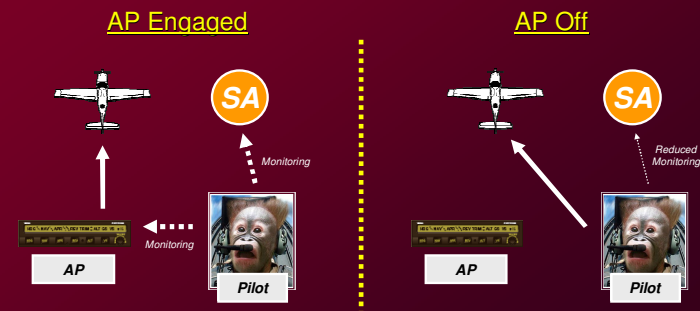 AP Engaged
AP Off
SA
SA
Monitoring
Reduced
Monitoring
Monitoring
AP
Pilot
AP
Pilot